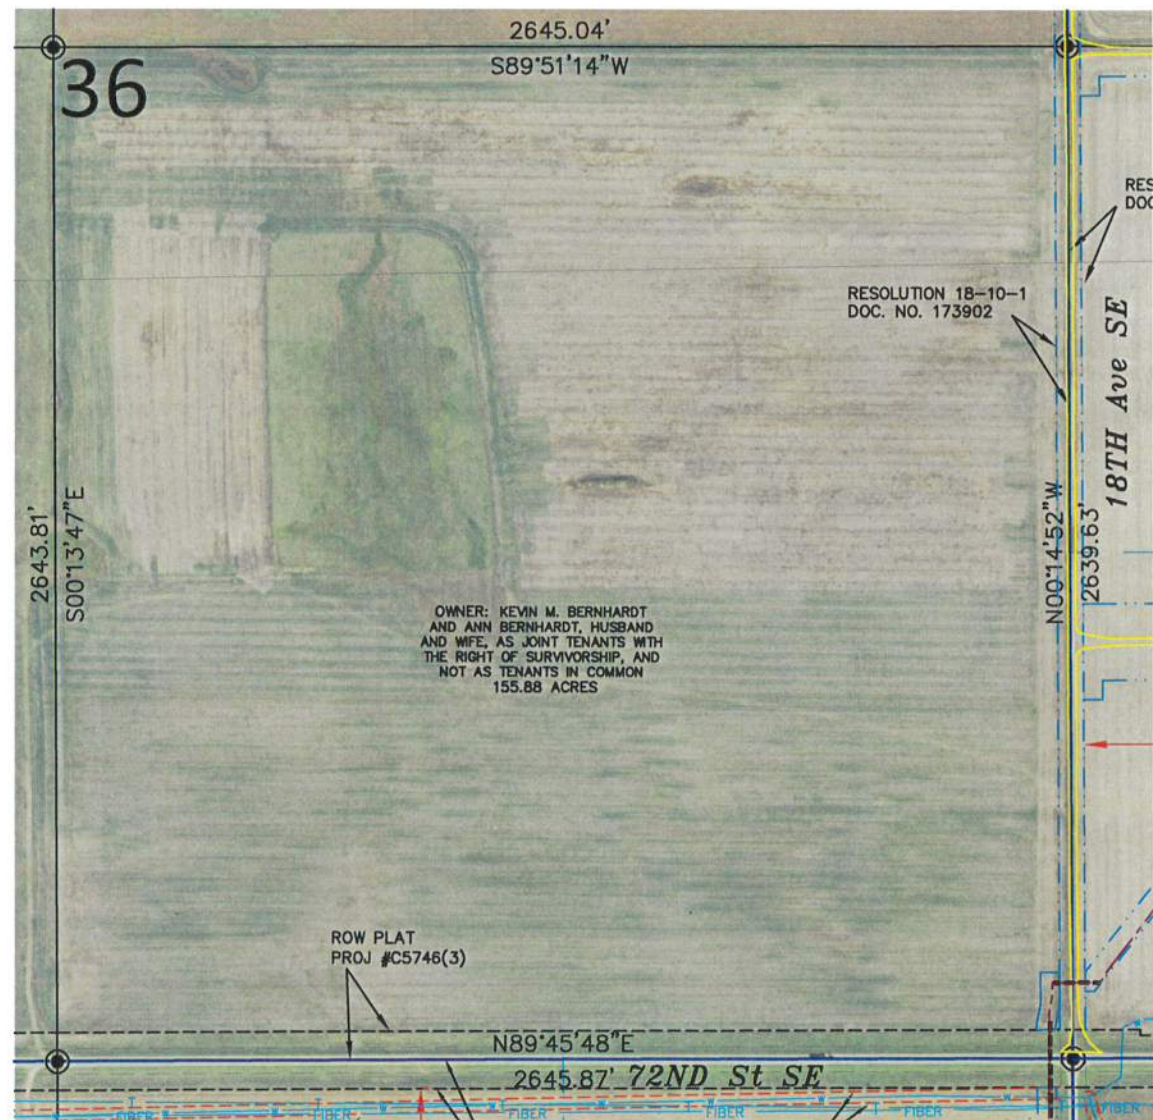 2645.04'
S89°51'14"W
36
RES
DOC
RESOLUTION 18-10-1
DOC. NO. 173902
18TH Ave SE
2643.81'
S00°13'47"E
N00°14'52"W
2639.63'
OWNER: KEVIN M. BERNHARDT
AND ANN BERNHARDT, HUSBAND
AND WIFE, AS JOINT TENANTS WITH
THE RIGHT OF SURVIVORSHIP, AND
NOT AS TENANTS IN COMMON
155.88 ACRES
ROW PLAT
PROJ #C5746(3)
N89°45'48"E
2645.87' 72ND St SE
FIBER W T FIBER W W FIBER W FIBER W T FIBER FIBER